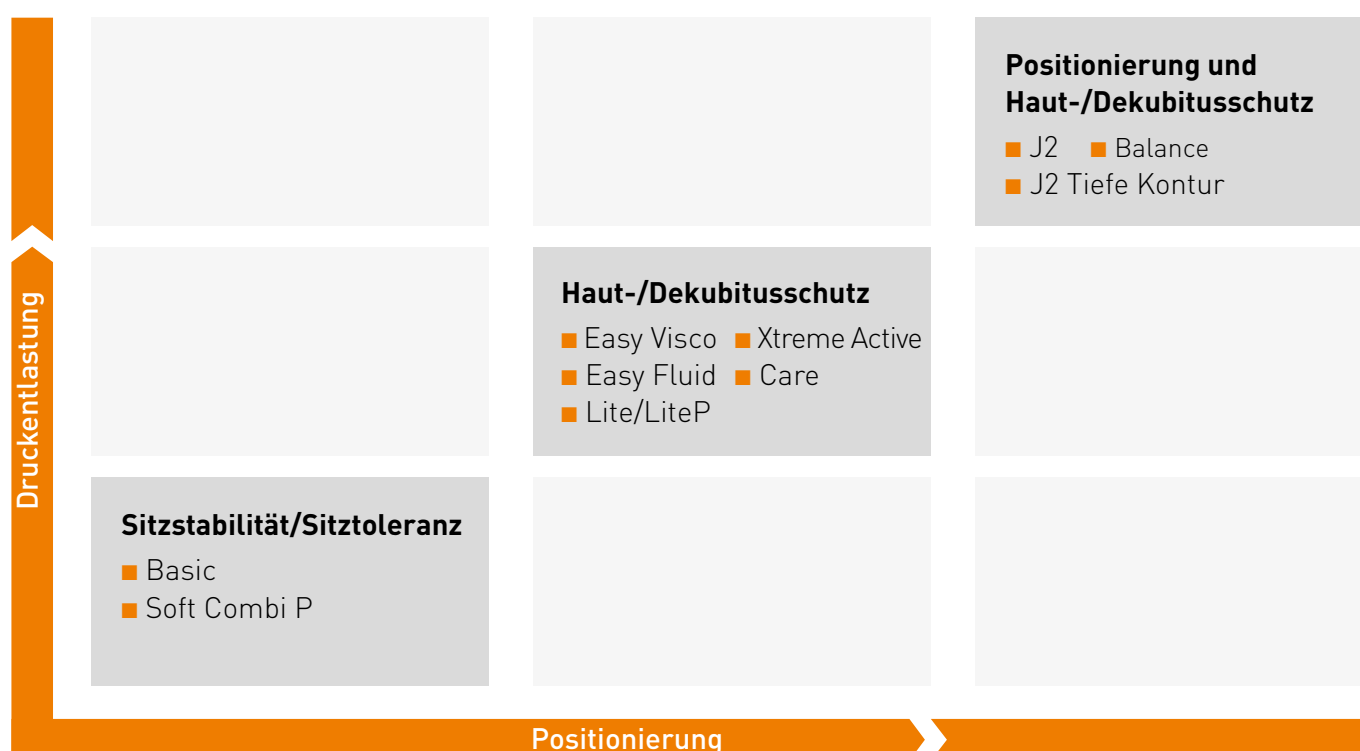 Positionierung und
Haut-/Dekubitusschutz
■ J2 ■ Balance
■ J2 Tiefe Kontur
Druckentlastung
Haut-/Dekubitusschutz
■ Easy Visco ■ Xtreme Active
■ Easy Fluid ■ Care
■ Lite/LiteP
Sitzstabilität/Sitztoleranz
■ Basic
■ Soft Combi P
Positionierung